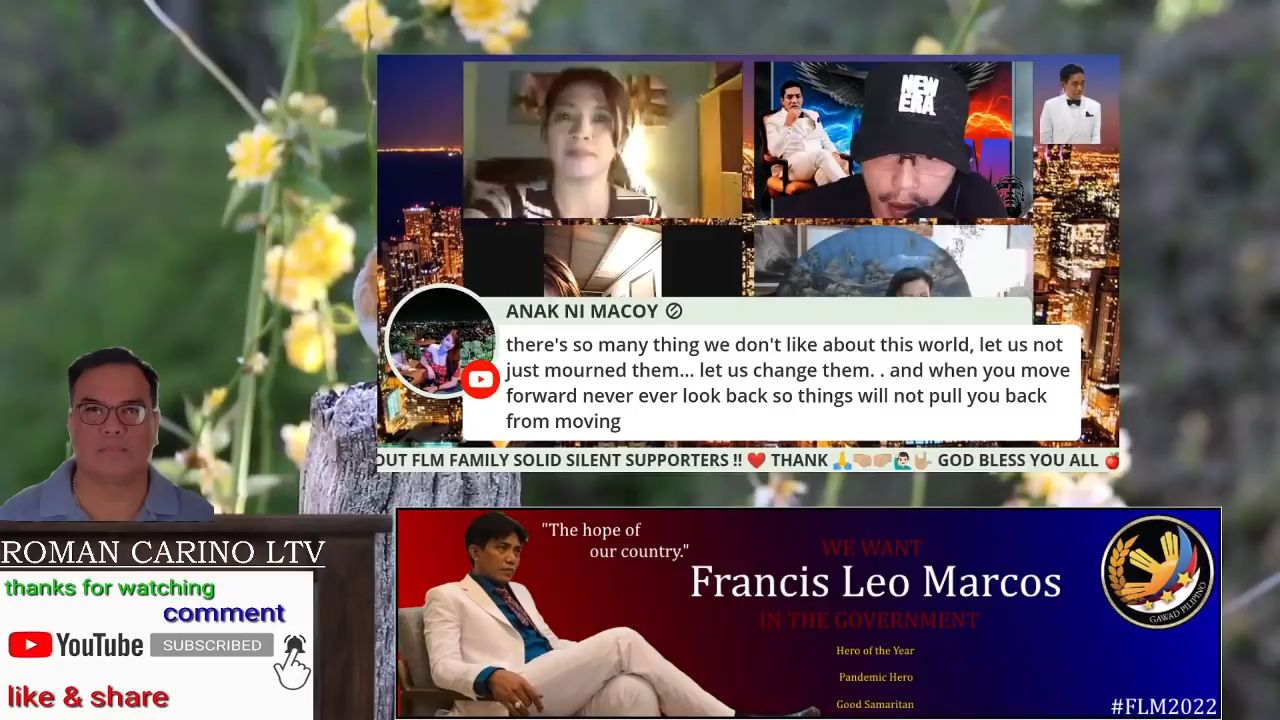 NEW
ERA
ANAK NI MACOY
there's so many thing we don't like about this world, let us not
just mourned them... let us change them. . and when you move
forward never ever look back so things will not pull you back
from moving
OUT FLM FAMILY SOLID SILENT SUPPORTERS !! ❤️ THANK 🙏🤜🤛🙋🏻‍♂️🤟 GOD BLESS YOU ALL 🍎
ROMAN CARINO LTV
thanks for watching
comment
YouTube SUBSCRIBED
like & share
"The hope of
our country."
WE WANT
Francis Leo Marcos
IN THE GOVERNMENT
Hero of the Year
Pandemic Hero
Good Samaritan
GAWAD PILIPINO
#FLM2022